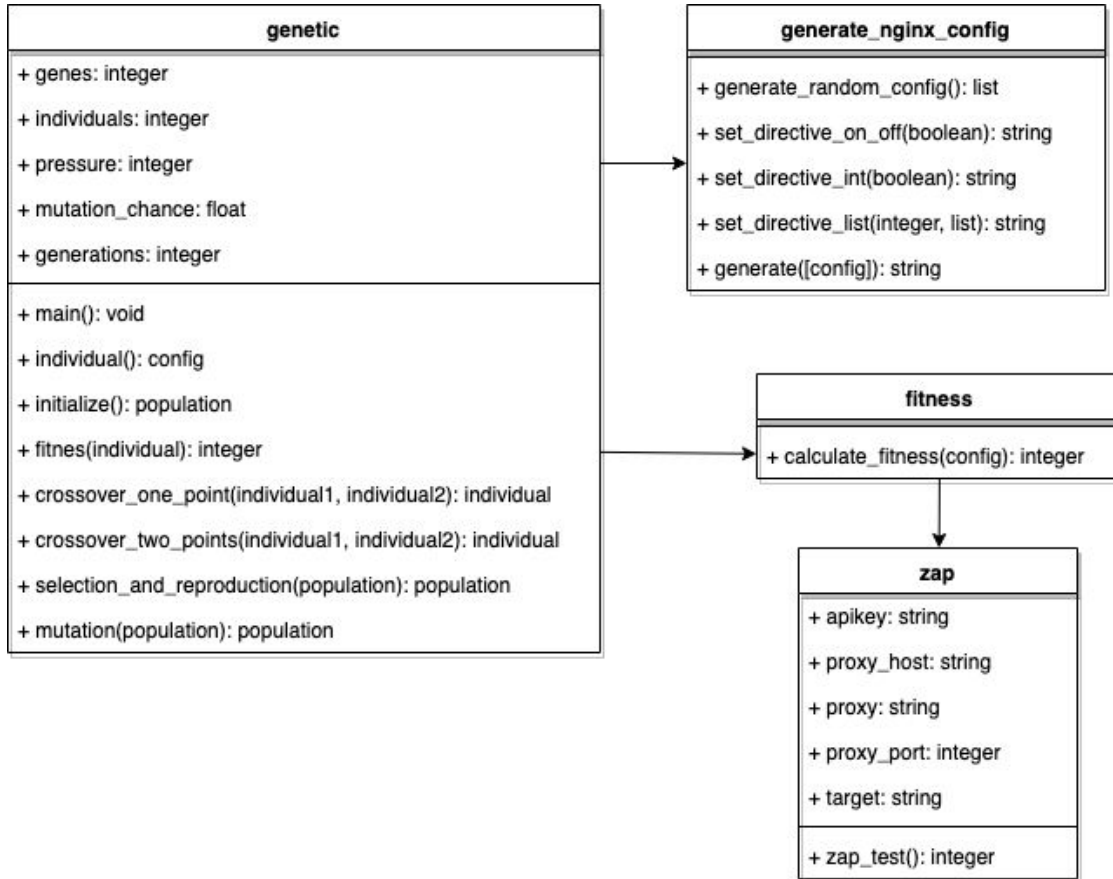 genetic
+ genes: integer
+ individuals: integer
+ pressure: integer
+ mutation_chance: float
+ generations: integer
+ main(): void
+ individual(): config
+ initialize(): population
+ fitnes(individual): integer
+ crossover_one_point(individual1, individual2): individual
+ crossover_two_points(individual1, individual2): individual
+ selection_and_reproduction(population): population
+ mutation(population): population
generate_nginx_config
+ generate_random_config(): list
+ set_directive_on_off(boolean): string
+ set_directive_int(boolean): string
+ set_directive_list(integer, list): string
+ generate([config]): string
fitness
+ calculate_fitness(config): integer
zap
+ apikey: string
+ proxy_host: string
+ proxy: string
+ proxy_port: integer
+ target: string
+ zap_test(): integer